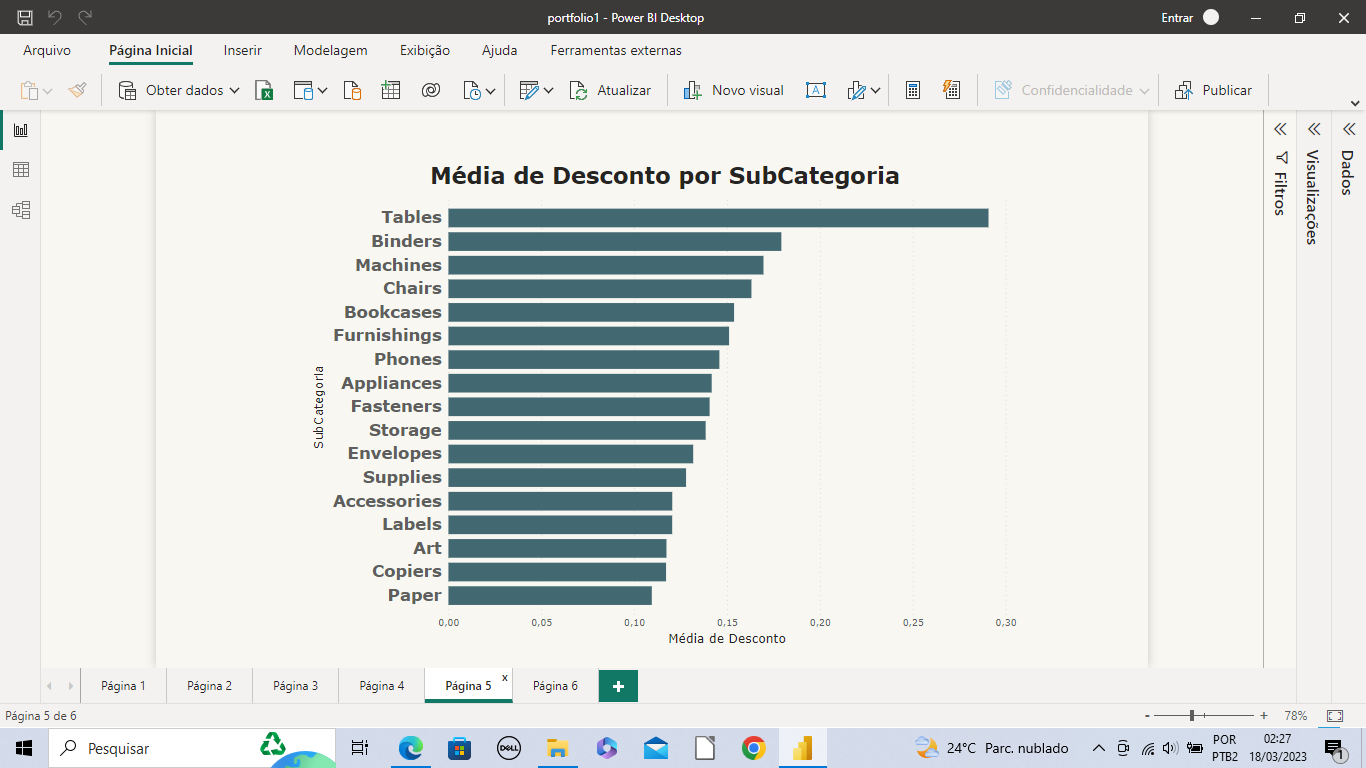 portfolio1 - Power BI Desktop
Entrar
Arquivo
Página Inicial
Inserir
Modelagem
Exibição
Ajuda
Ferramentas externas
Obter dados
Atualizar
Novo visual
Confidencialidade
Publicar
Média de Desconto por SubCategoria
SubCategoria
Tables
Binders
Machines
Chairs
Bookcases
Furnishings
Phones
Appliances
Fasteners
Storage
Envelopes
Supplies
Accessories
Labels
Art
Copiers
Paper
0,00 0,05 0,10 0,15 0,20 0,25 0,30
Média de Desconto
Filtros
Visualizações
Dados
Página 1
Página 2
Página 3
Página 4
Página 5
x
Página 6
+
Página 5 de 6
- + 78%
Pesquisar
DELL
24°C Parc. nublado
POR
PTB2
02:27
18/03/2023
1